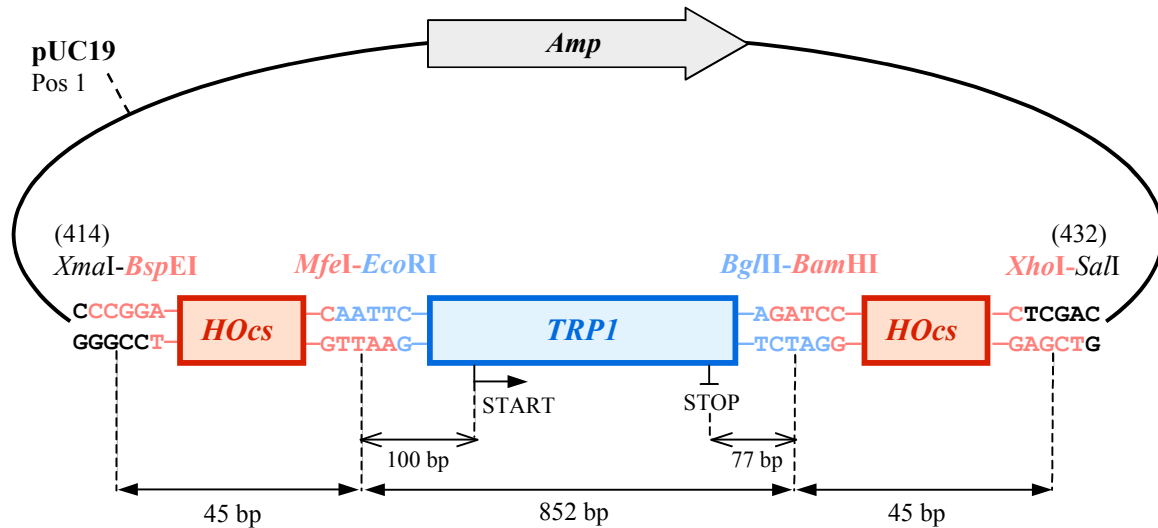 Amp
pUC19
Pos 1
(414)
XmaI-BspEI
MfeI-EcoRI
BglII-BamHI
(432)
XhoI-SalI
CCCGGA
GGGCCT
HOcs
CAATTC
GTTAAG
TRP1
AGATCC
TCTAGG
HOcs
CTCGAC
GAGCTG
START
STOP
100 bp
77 bp
45 bp
852 bp
45 bp